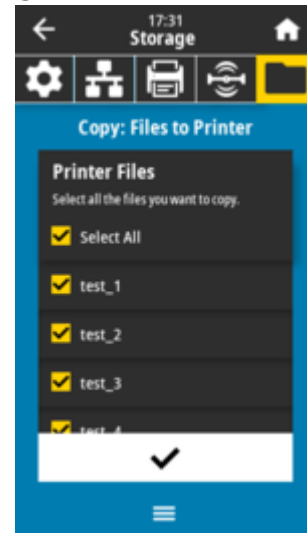 17:31
Storage
Copy: Files to Printer
Printer Files
Select all the files you want to copy.
Select All
test_1
test_2
test_3
test_4